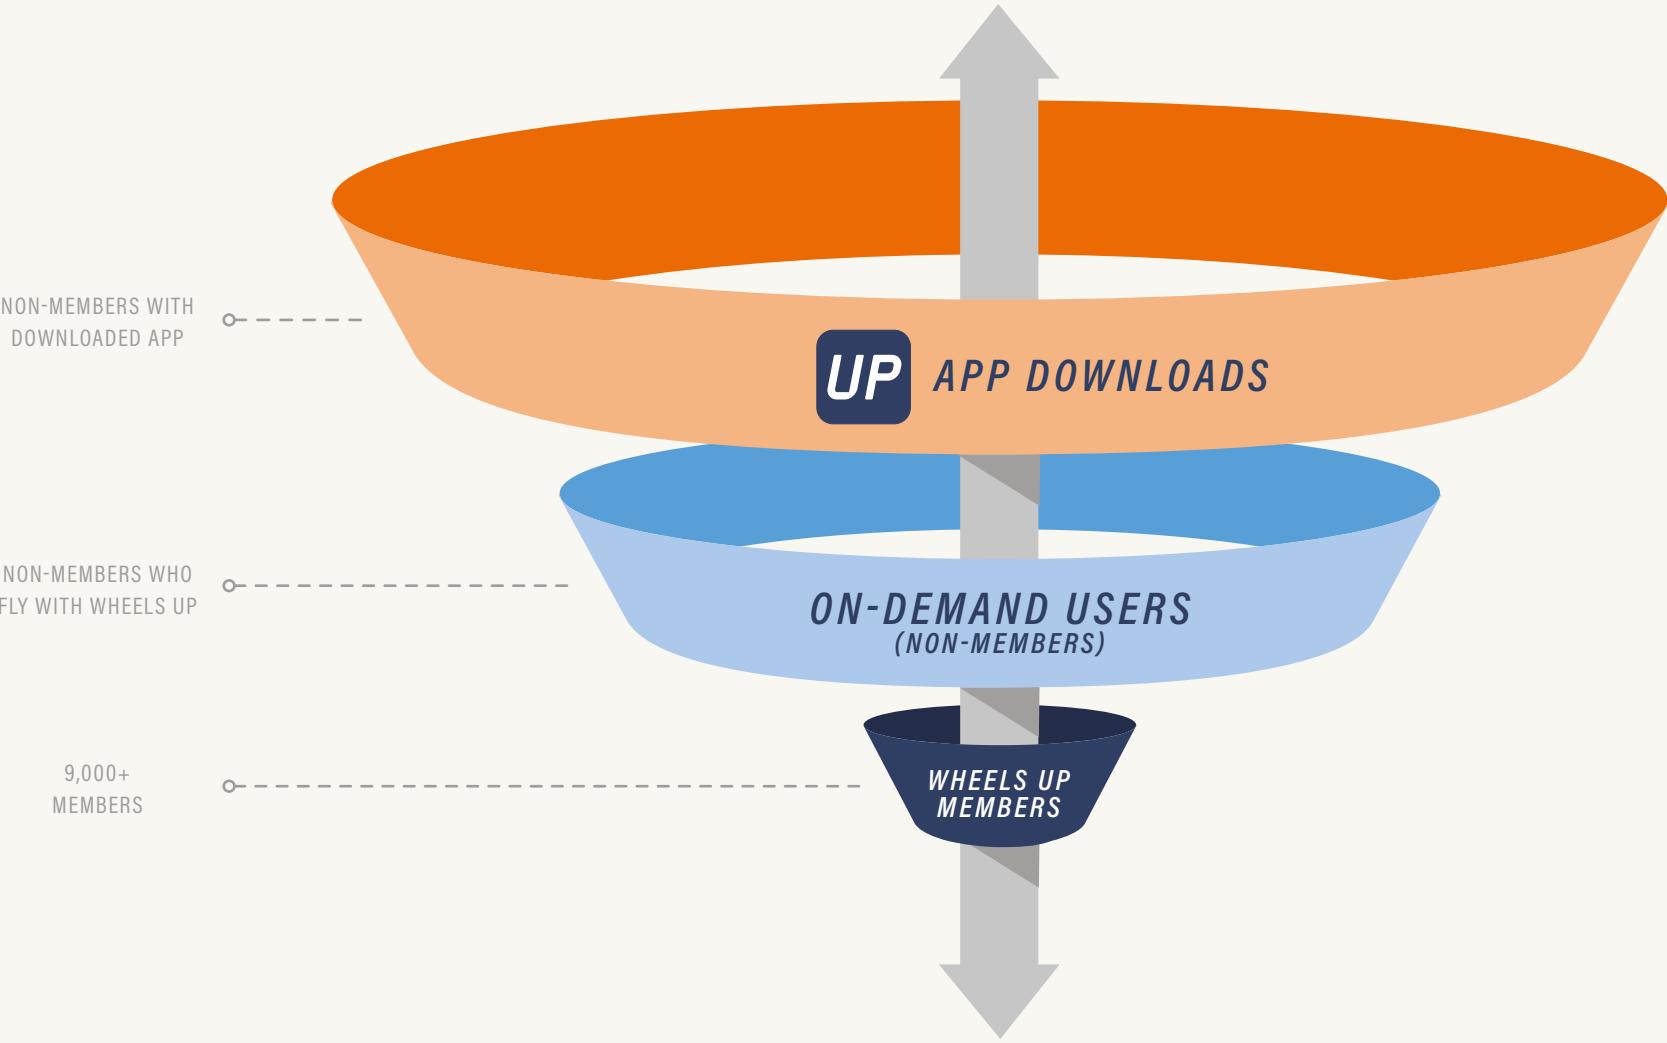 NON-MEMBERS WITH
DOWNLOADED APP
UP APP DOWNLOADS
NON-MEMBERS WHO
FLY WITH WHEELS UP
ON-DEMAND USERS
(NON-MEMBERS)
9,000+
MEMBERS
WHEELS UP
MEMBERS